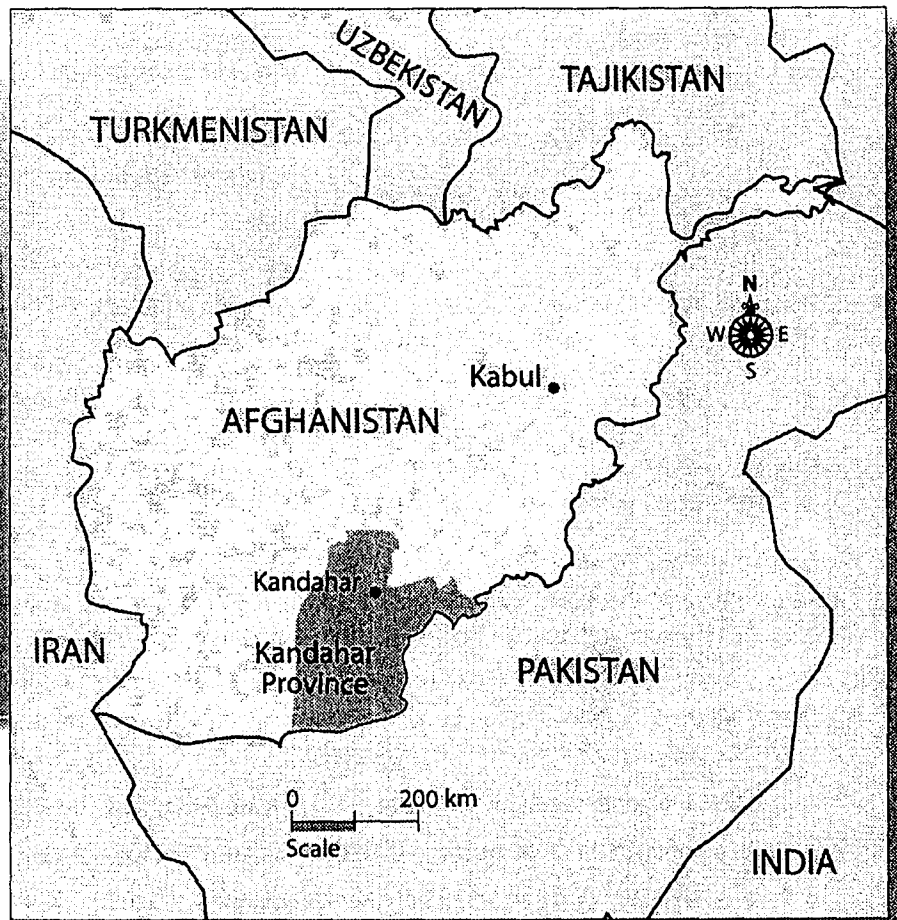 UZBEKISTAN
TAJIKISTAN
TURKMENISTAN
N
W E
S
Kabul
AFGHANISTAN
Kandahar
Kandahar
Province
IRAN
PAKISTAN
0 200 km
Scale
INDIA